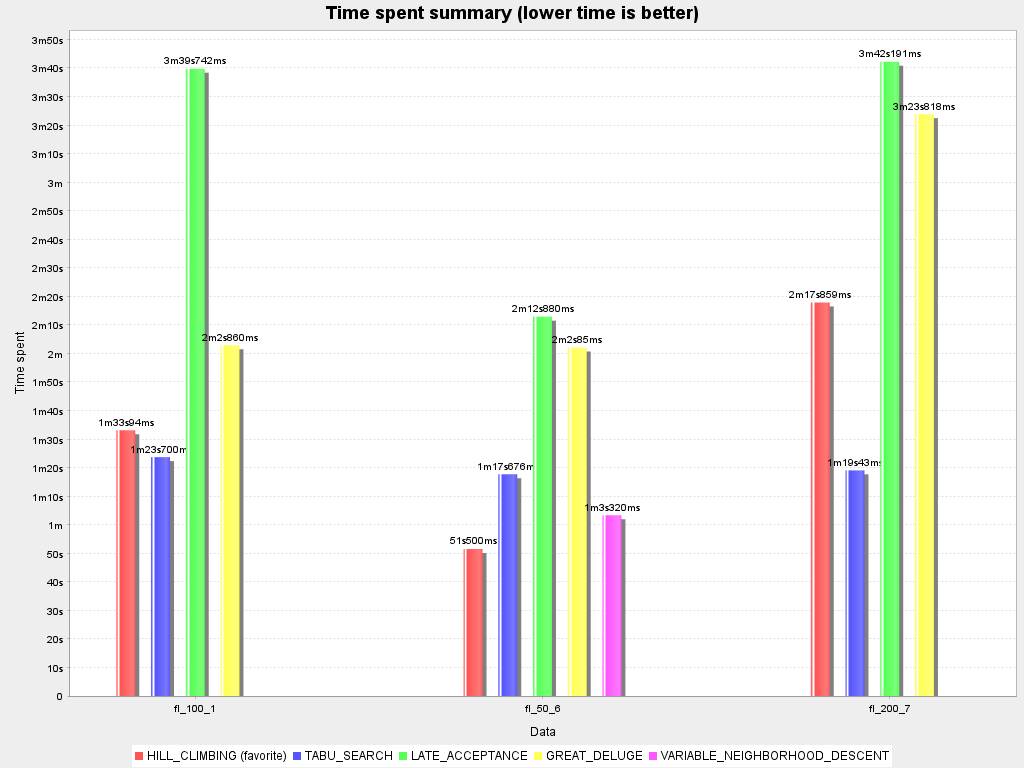 Time spent summary (lower time is better)
3m50s
3m40s
3m30s
3m20s
3m10s
3m
2m50s
2m40s
2m30s
2m20s
2m10s
2m
1m50s
1m40s
1m30s
1m20s
1m10s
1m
50s
40s
30s
20s
10s
0
Time spent
3m39s742ms
2m2s860ms
1m33s94ms
1m23s700m
2m12s880ms
2m2s85ms
1m17s676m
1m3s320ms
51s500ms
3m42s191ms
3m23s818ms
2m17s859ms
1m19s43ms
fl_100_1 fl_50_6 fl_200_7
Data
HILL_CLIMBING (favorite) TABU_SEARCH LATE_ACCEPTANCE GREAT_DELUGE VARIABLE_NEIGHBORHOOD_DESCENT